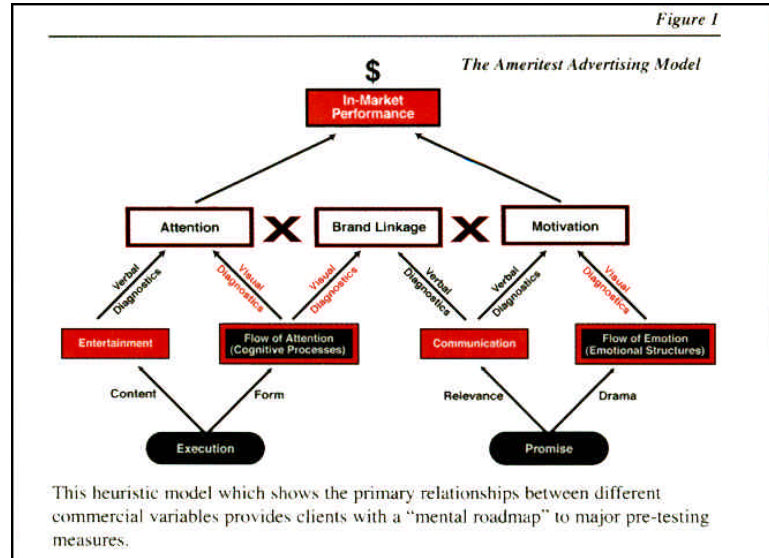 Figure 1
The Ameritest Advertising Model
$
In-Market
Performance
Attention
X
Brand Linkage
X
Motivation
Verbal
Diagnostics
Visual
Diagnostics
Visual
Diagnostics
Verbal
Diagnostics
Verbal
Diagnostics
Visual
Diagnostics
Entertainment
Flow of Attention
(Cognitive Processes)
Communication
Flow of Emotion
(Emotional Structures)
Content
Form
Relevance
Drama
Execution
Promise
This heuristic model which shows the primary relationships between different
commercial variables provides clients with a “mental roadmap” to major pre-testing
measures.